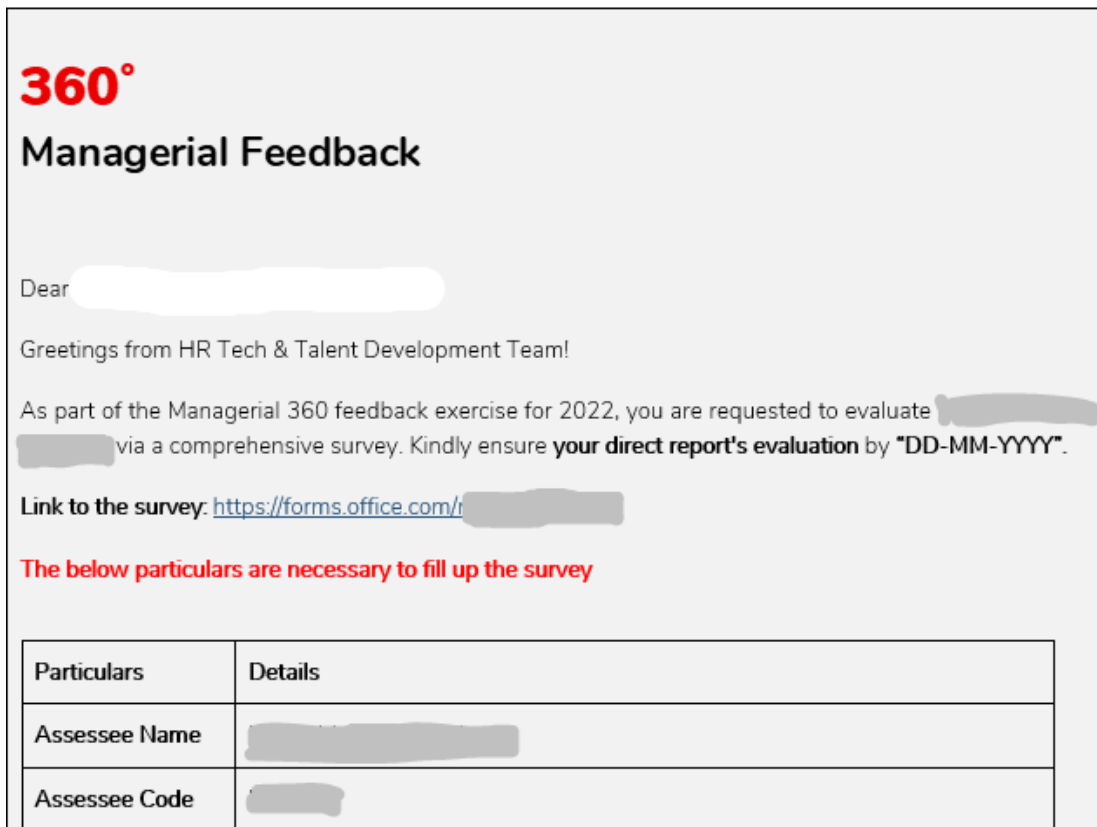 360°
Managerial Feedback
Dear
Greetings from HR Tech & Talent Development Team!
As part of the Managerial 360 feedback exercise for 2022, you are requested to evaluate
via a comprehensive survey. Kindly ensure your direct report's evaluation by "DD-MM-YYYY".
Link to the survey: https://forms.office.com/r
The below particulars are necessary to fill up the survey
Particulars Details
Assessee Name
Assessee Code